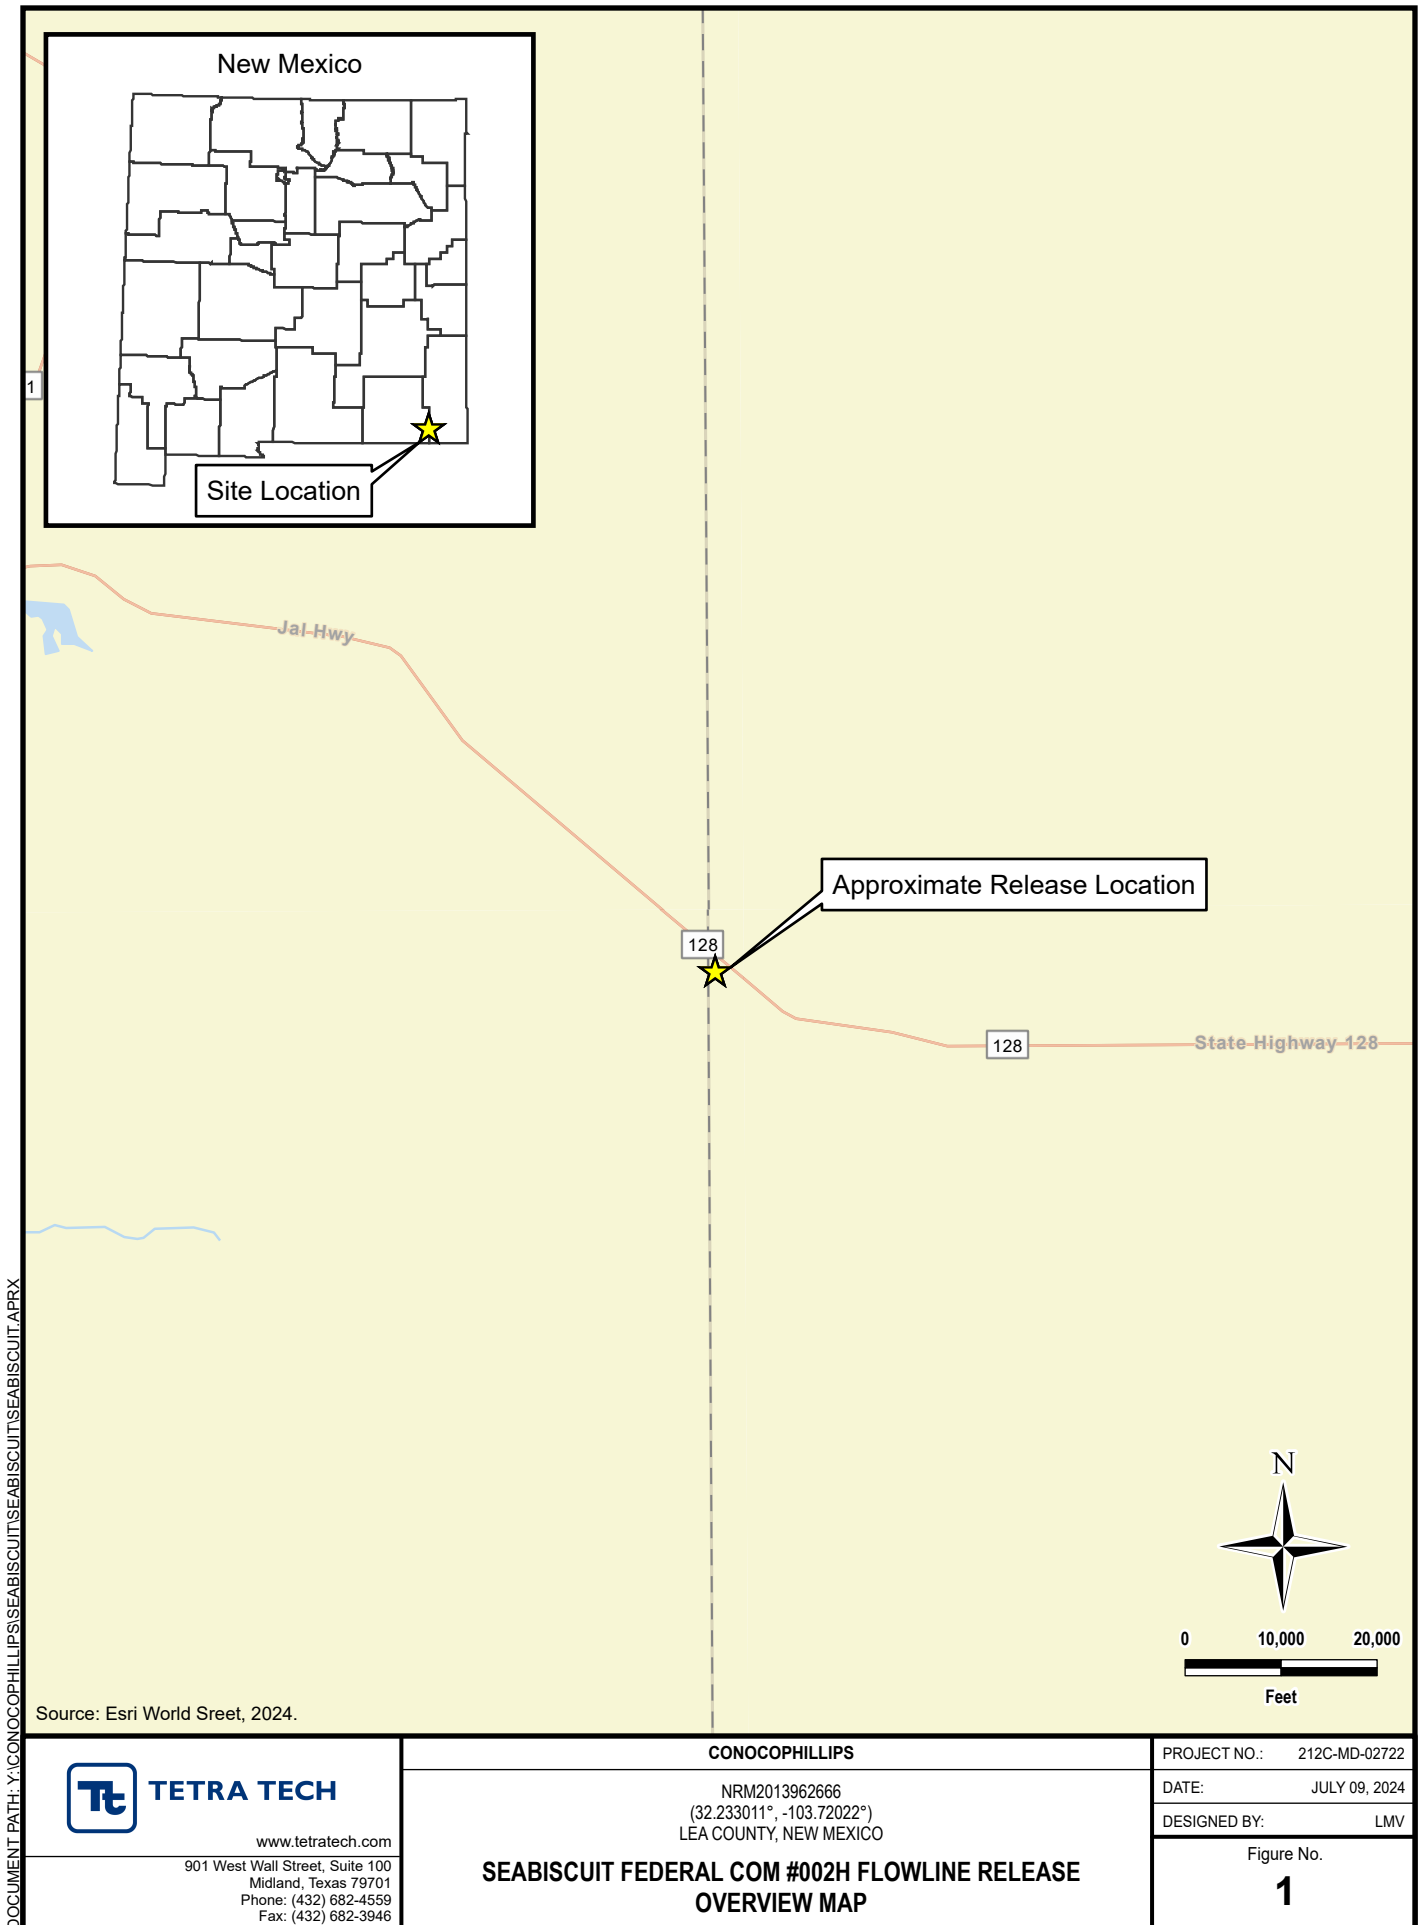 New Mexico
Site Location
1
Jal Hwy
Approximate Release Location
128
128
State Highway 128
N
0 10,000 20,000
Feet
Source: Esri World Sreet, 2024.
DOCUMENT PATH: Y:\CONOCOPHILLIPS\SEABISCUIT\SEABISCUIT\SEABISCUIT.APRX
Tt TETRA TECH
www.tetratech.com
901 West Wall Street, Suite 100
Midland, Texas 79701
Phone: (432) 682-4559
Fax: (432) 682-3946
CONOCOPHILLIPS
NRM2013962666
(32.233011°, -103.72022°)
LEA COUNTY, NEW MEXICO
SEABISCUIT FEDERAL COM #002H FLOWLINE RELEASE
OVERVIEW MAP
PROJECT NO.: 212C-MD-02722
DATE: JULY 09, 2024
DESIGNED BY: LMV
Figure No.
1